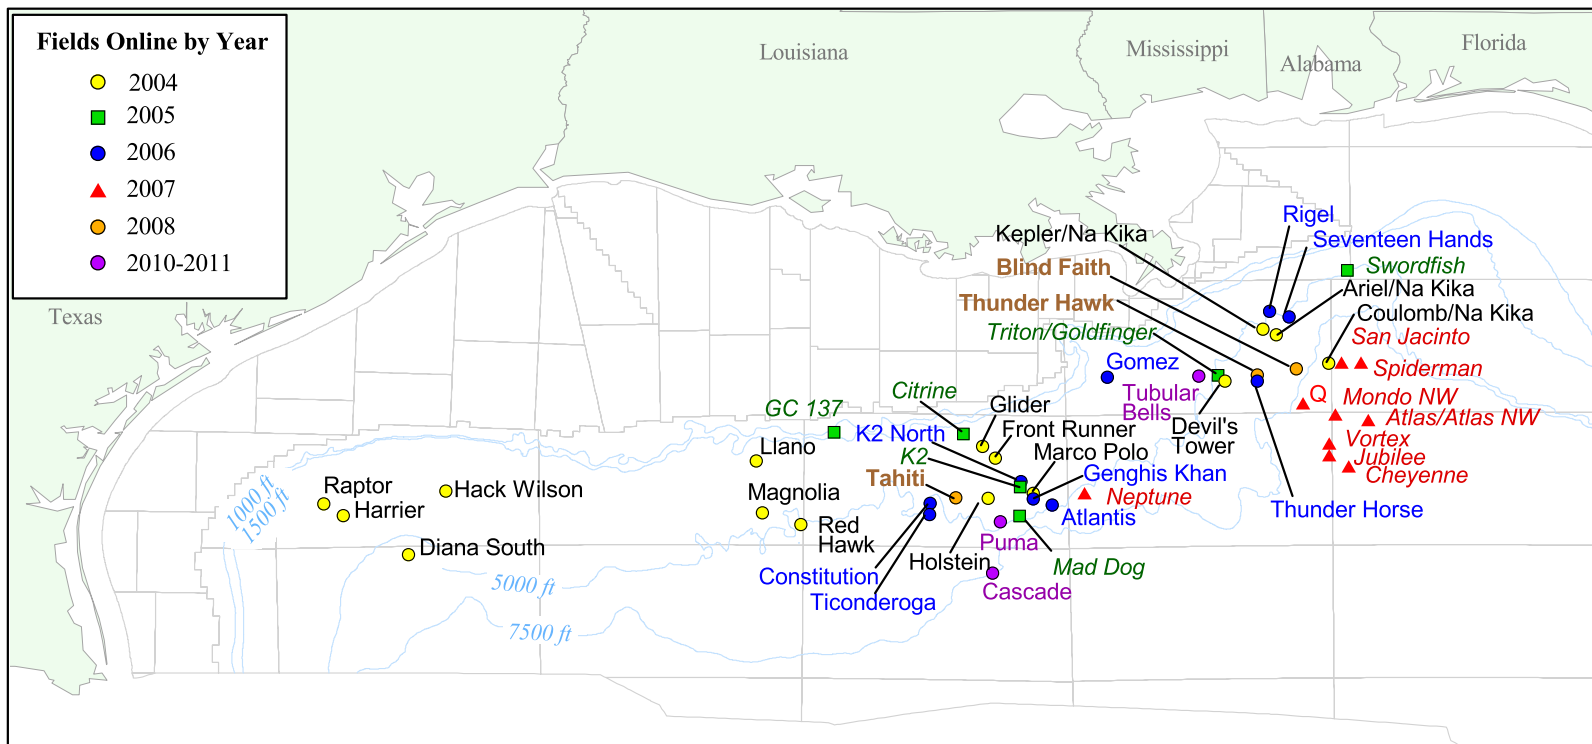 Fields Online by Year
2004
2005
2006
2007
2008
2010-2011
Louisiana
Mississippi
Alabama
Florida
Texas
Rigel
Kepler/Na Kika
Seventeen Hands
Blind Faith
Swordfish
Ariel/Na Kika
Thunder Hawk
Coulomb/Na Kika
Triton/Goldfinger
San Jacinto
Gomez
Spiderman
Citrine
Tubular
Bells
Q
Mondo NW
GC 137
Glider
Devil's
Tower
Atlas/Atlas NW
K2 North
Front Runner
Vortex
Llano
K2
Marco Polo
Jubilee
Tahiti
Genghis Khan
Cheyenne
Raptor
Hack Wilson
Magnolia
Neptune
Harrier
Thunder Horse
1000 ft
1500 ft
Red
Hawk
Atlantis
Diana South
Puma
Holstein
Mad Dog
Constitution
5000 ft
Cascade
Ticonderoga
7500 ft